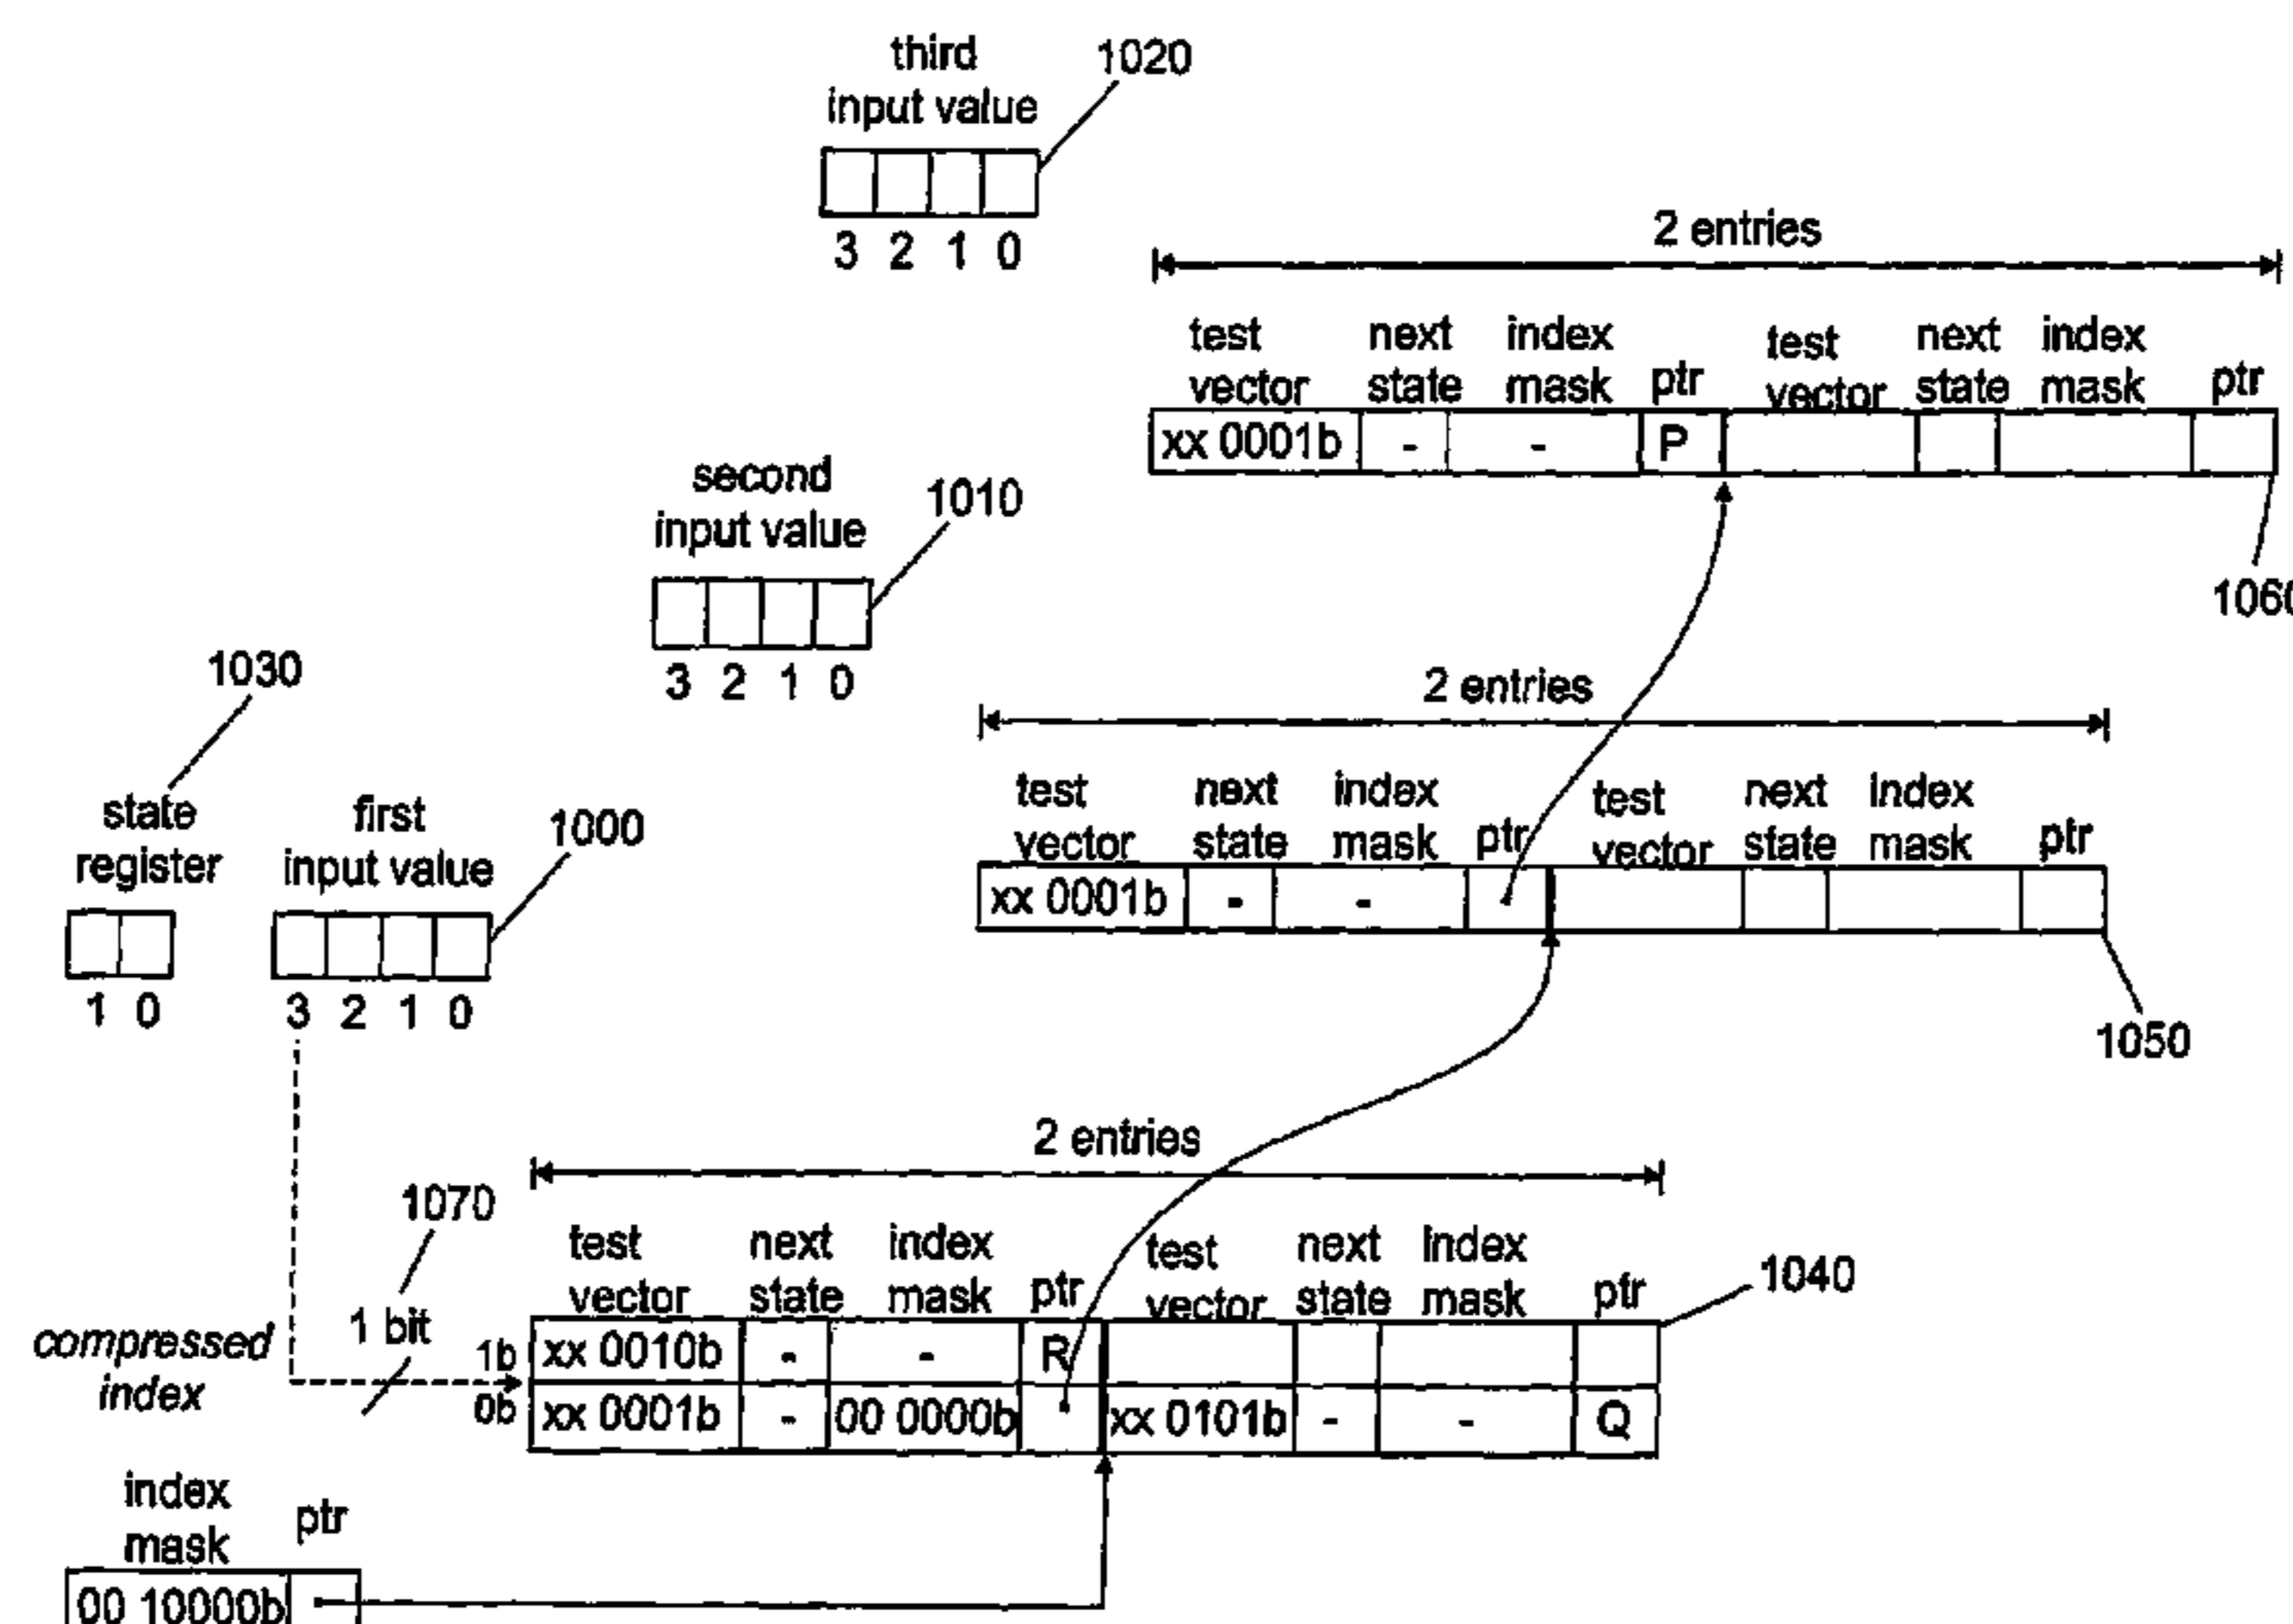 third
input value
1020
3 2 1 0
2 entries
test vector next state index mask ptr test vector next state index mask ptr
xx 0001b - - P
1060
second
input value
1010
3 2 1 0
2 entries
test vector next state index mask ptr test vector next state index mask ptr
xx 0001b - -
1050
1030
state
register
1 0
first
input value
1000
3 2 1 0
2 entries
1070
1 bit
compressed
index
test vector next state index mask ptr test vector next state index mask ptr
1040
1b xx 0010b - - R
0b xx 0001b - 00 0000b xx 0101b - - Q
index
mask
ptr
00 10000b